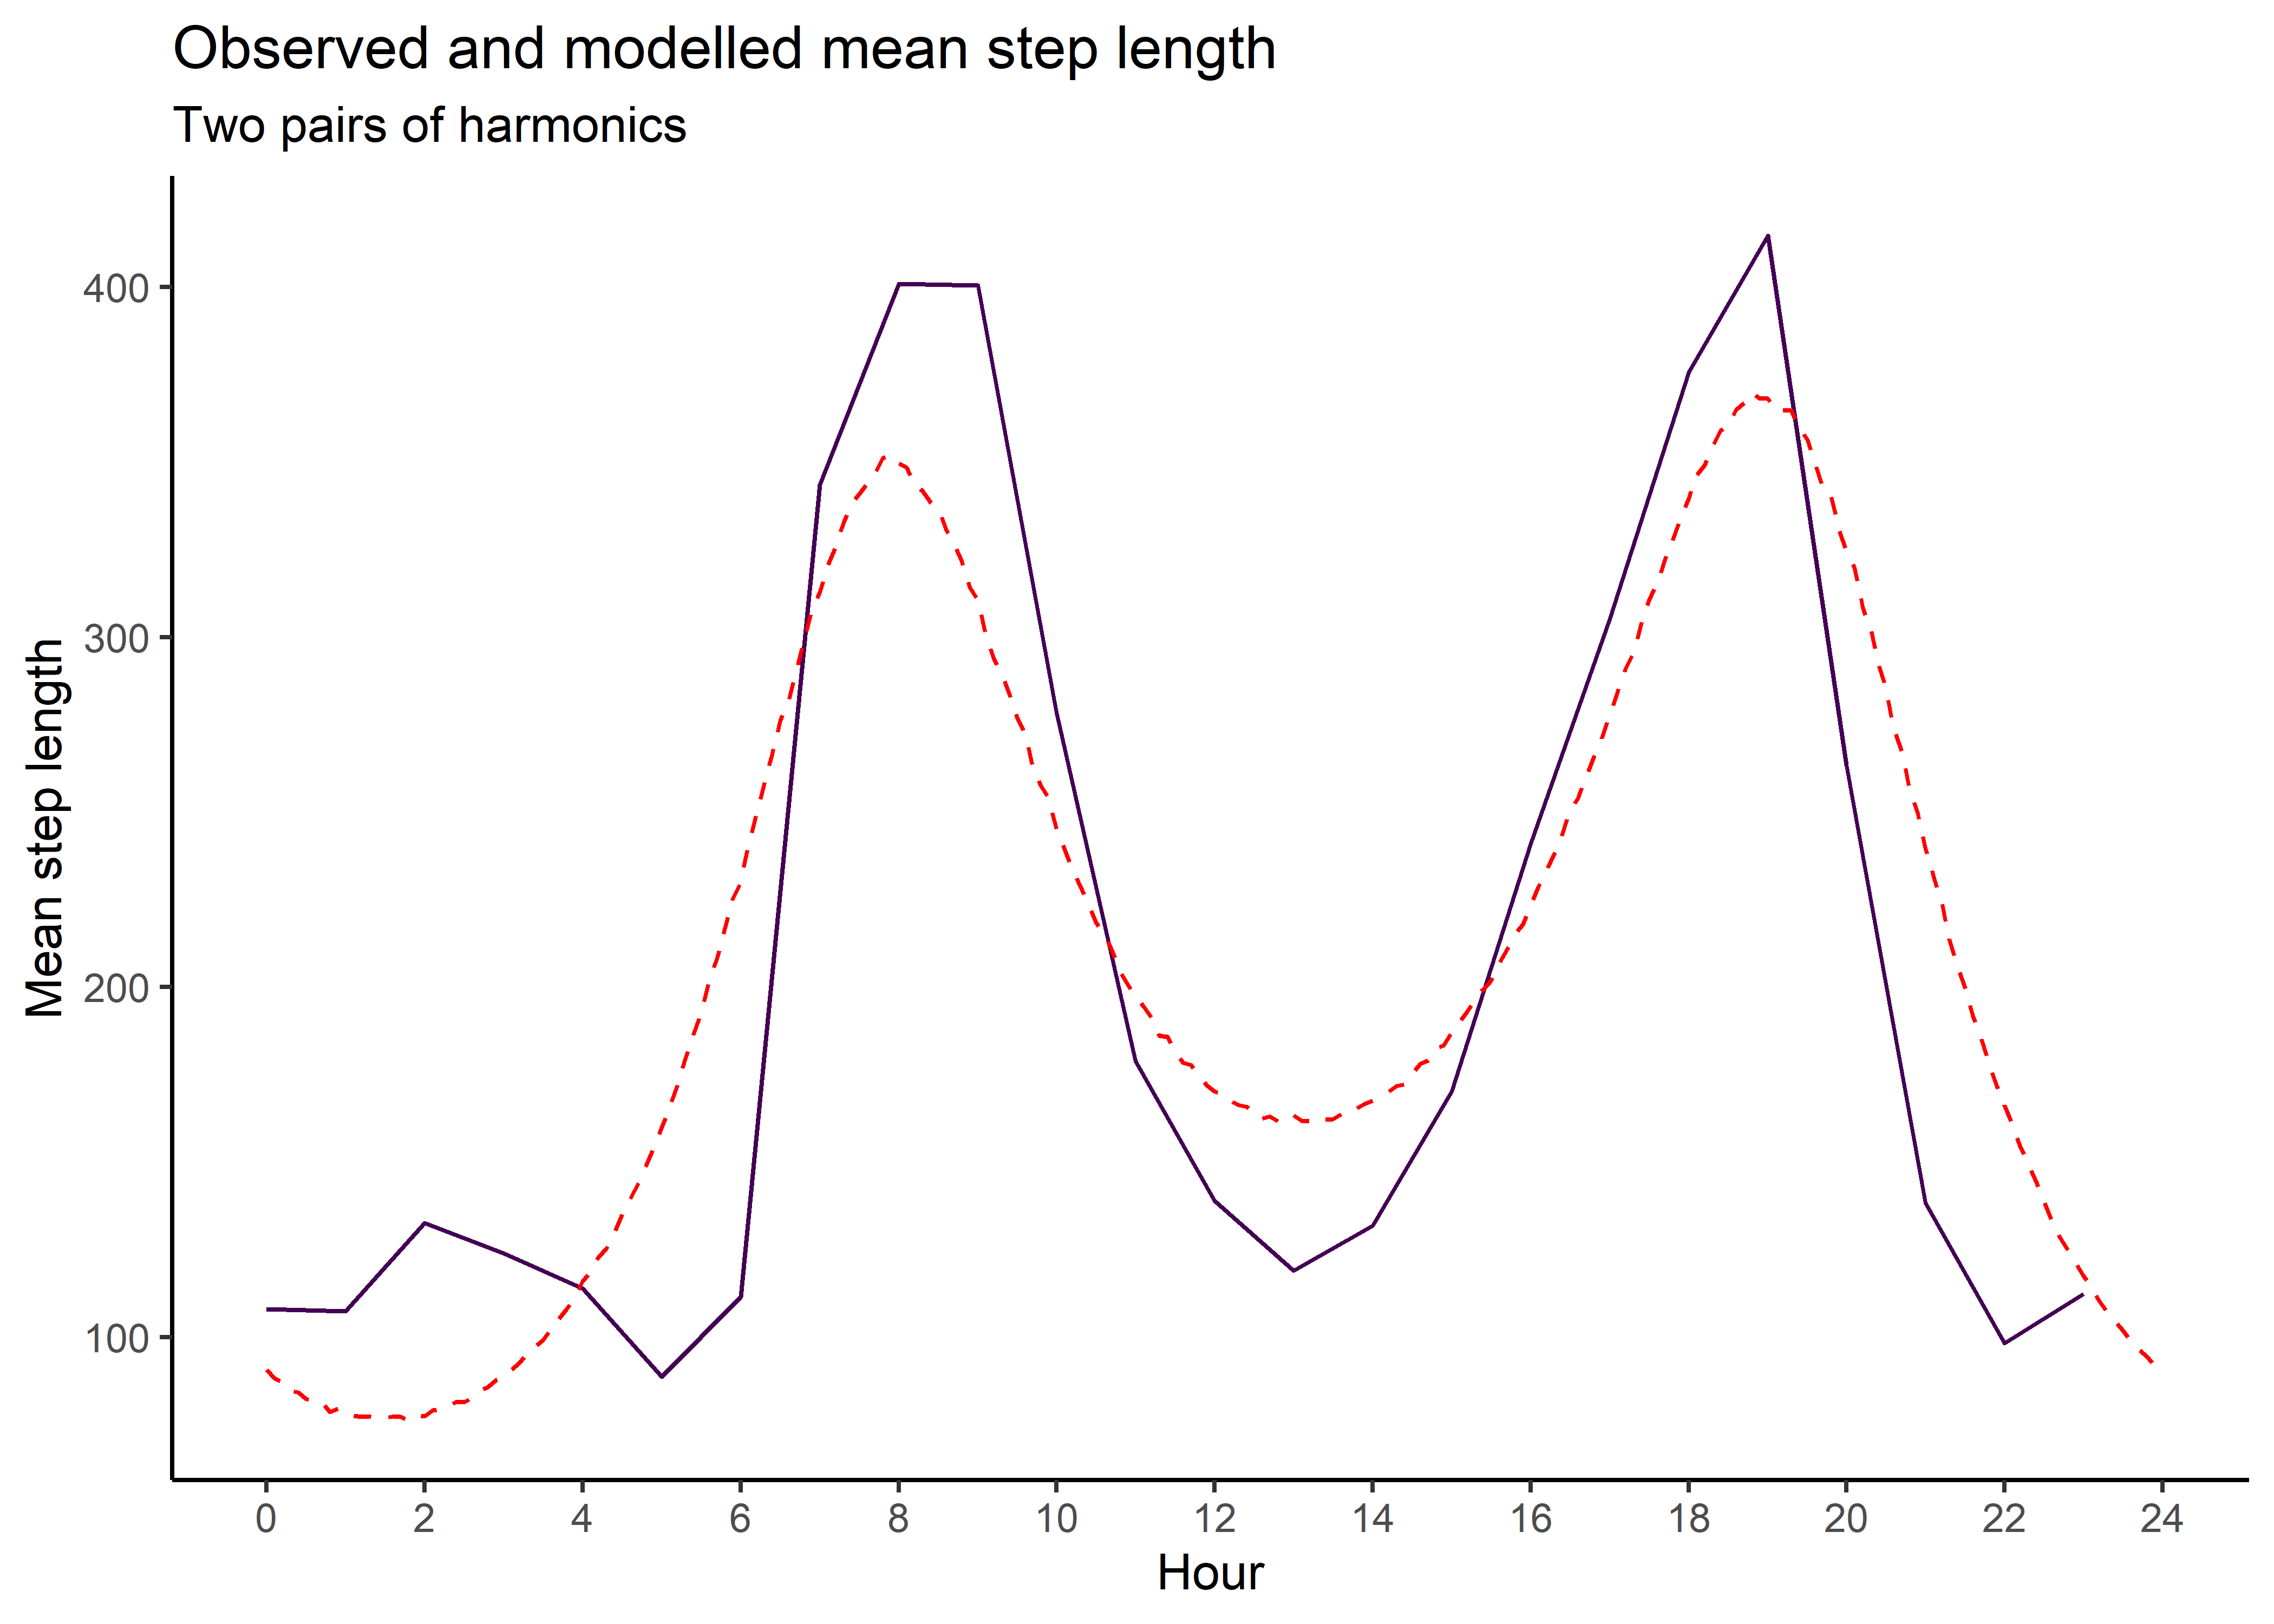 Observed and modelled mean step length
Two pairs of harmonics
Mean step length
400
300
200
100
0 2 4 6 8 10 12 14 16 18 20 22 24
Hour